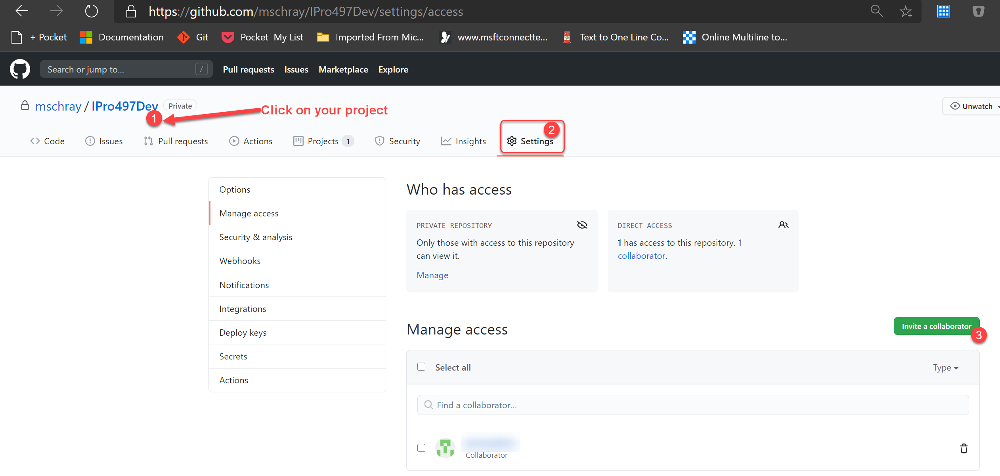 https://github.com/mschray/IPro497Dev/settings/access
+ Pocket Documentation Git Pocket My List Imported From Mic... www.msftconnectte... Text to One Line Co... Online Multiline to...
Search or jump to... / Pull requests Issues Marketplace Explore
mschray / IPro497Dev Private Unwatch
1 Click on your project
2
Code Issues Pull requests Actions Projects 1 Security Insights Settings
Options
Manage access
Security & analysis
Webhooks
Notifications
Integrations
Deploy keys
Secrets
Actions
Who has access
PRIVATE REPOSITORY
Only those with access to this repository
can view it.
Manage
DIRECT ACCESS
1 has access to this repository. 1
collaborator.
Manage access
Invite a collaborator
3
Select all Type
Find a collaborator...
Collaborator